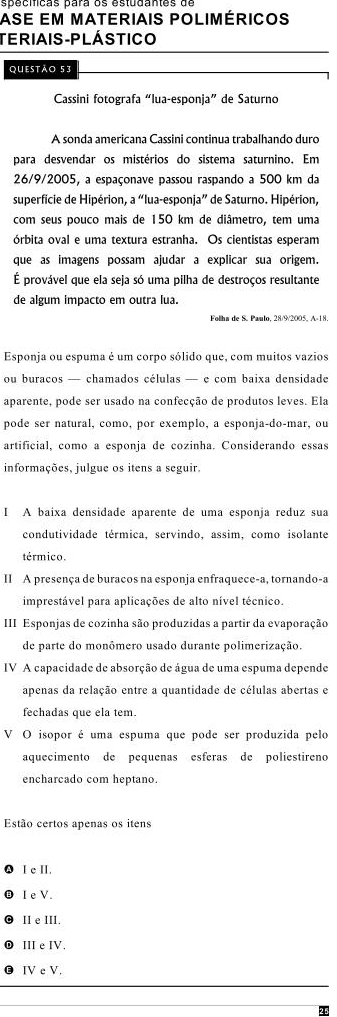 specíficas para os estudantes de
ASE EM MATERIAIS POLIMÉRICOS
TERIAIS-PLÁSTICO
QUESTÃO 53
Cassini fotografa “lua-esponja” de Saturno
A sonda americana Cassini continua trabalhando duro
para desvendar os mistérios do sistema saturnino. Em
26/9/2005, a espaçonave passou raspando a 500 km da
superfície de Hipérion, a “lua-esponja” de Saturno. Hipérion,
com seus pouco mais de 150 km de diâmetro, tem uma
órbita oval e uma textura estranha. Os cientistas esperam
que as imagens possam ajudar a explicar sua origem.
É provável que ela seja só uma pilha de destroços resultante
de algum impacto em outra lua.
Folha de S. Paulo, 28/9/2005, A-18.
Esponja ou espuma é um corpo sólido que, com muitos vazios
ou buracos — chamados células — e com baixa densidade
aparente, pode ser usado na confecção de produtos leves. Ela
pode ser natural, como, por exemplo, a esponja-do-mar, ou
artificial, como a esponja de cozinha. Considerando essas
informações, julgue os itens a seguir.
I A baixa densidade aparente de uma esponja reduz sua
condutividade térmica, servindo, assim, como isolante
térmico.
II A presença de buracos na esponja enfraquece-a, tornando-a
imprestável para aplicações de alto nível técnico.
III Esponjas de cozinha são produzidas a partir da evaporação
de parte do monômero usado durante polimerização.
IV A capacidade de absorção de água de uma espuma depende
apenas da relação entre a quantidade de células abertas e
fechadas que ela tem.
V O isopor é uma espuma que pode ser produzida pelo
aquecimento de pequenas esferas de poliestireno
encharcado com heptano.
Estão certos apenas os itens
A I e II.
B I e V.
C II e III.
D III e IV.
E IV e V.
25